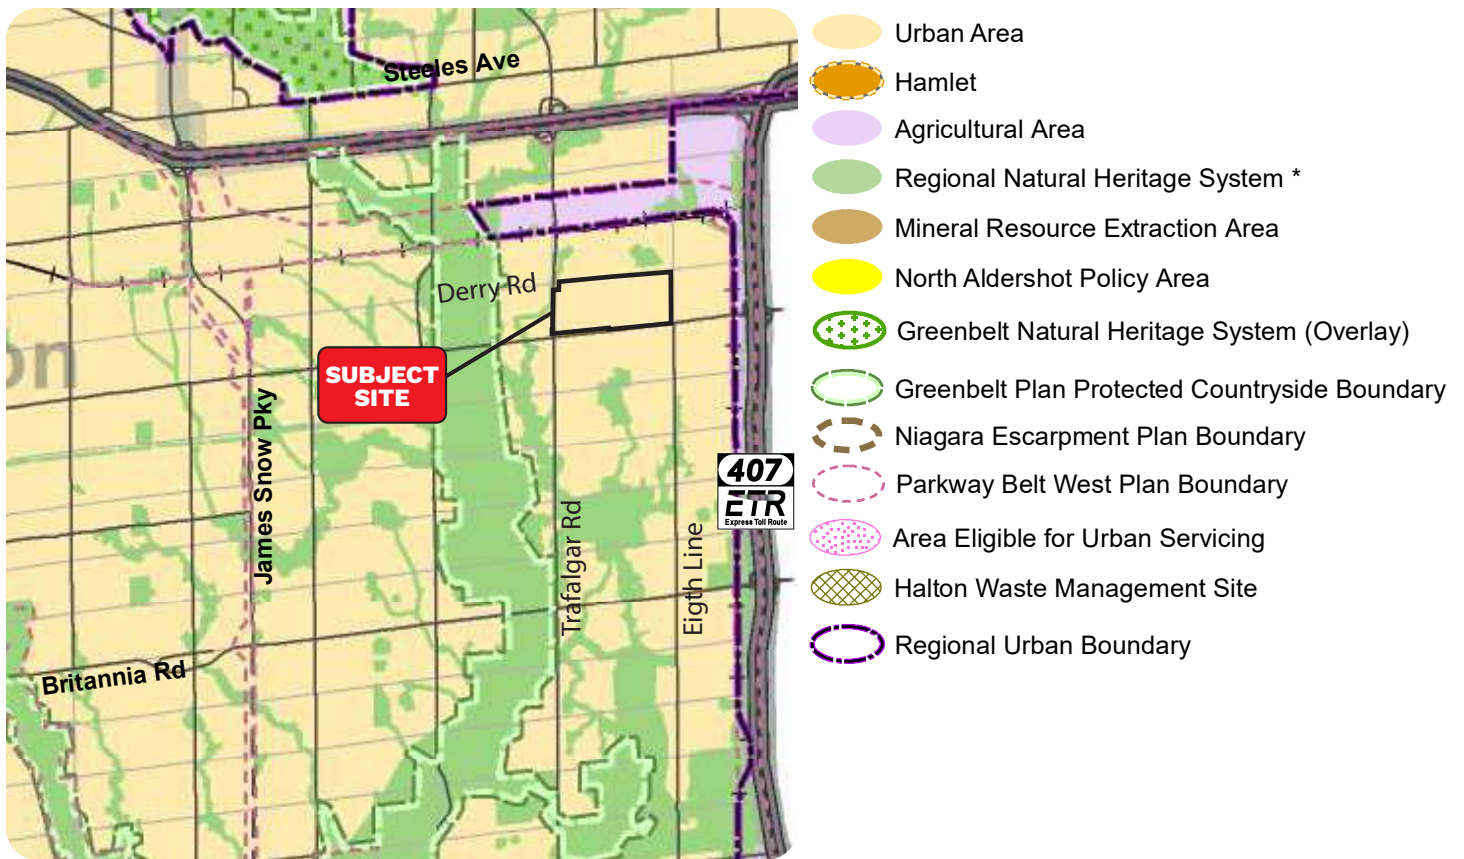 Steeles Ave
Derry Rd
on
SUBJECT
SITE
James Snow Pky
407
ETR
Express Toll Route
Trafalgar Rd
Eigth Line
Britannia Rd
Urban Area
Hamlet
Agricultural Area
Regional Natural Heritage System *
Mineral Resource Extraction Area
North Aldershot Policy Area
Greenbelt Natural Heritage System (Overlay)
Greenbelt Plan Protected Countryside Boundary
Niagara Escarpment Plan Boundary
Parkway Belt West Plan Boundary
Area Eligible for Urban Servicing
Halton Waste Management Site
Regional Urban Boundary